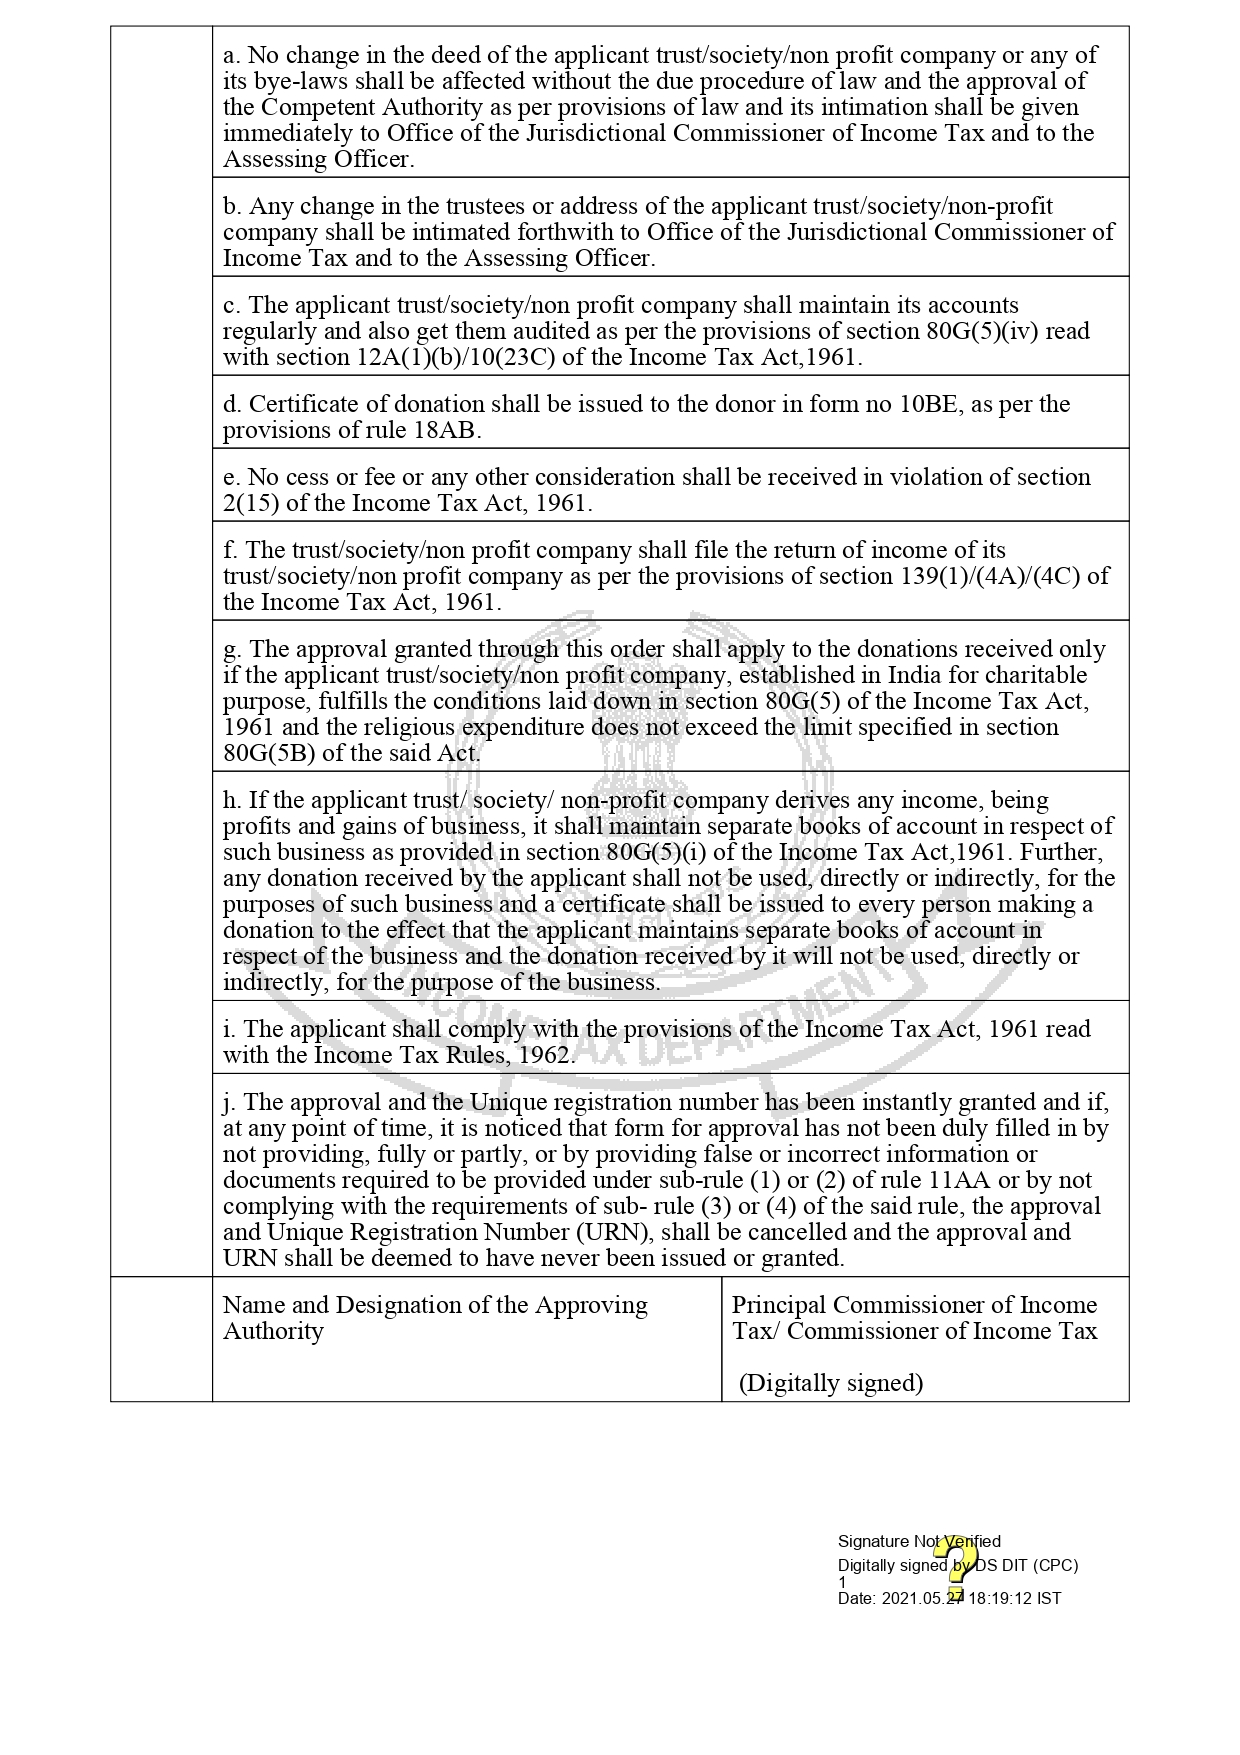 a. No change in the deed of the applicant trust/society/non profit company or any of
its bye-laws shall be affected without the due procedure of law and the approval of
the Competent Authority as per provisions of law and its intimation shall be given
immediately to Office of the Jurisdictional Commissioner of Income Tax and to the
Assessing Officer.
b. Any change in the trustees or address of the applicant trust/society/non-profit
company shall be intimated forthwith to Office of the Jurisdictional Commissioner of
Income Tax and to the Assessing Officer.
c. The applicant trust/society/non profit company shall maintain its accounts
regularly and also get them audited as per the provisions of section 80G(5)(iv) read
with section 12A(1)(b)/10(23C) of the Income Tax Act,1961.
d. Certificate of donation shall be issued to the donor in form no 10BE, as per the
provisions of rule 18AB.
e. No cess or fee or any other consideration shall be received in violation of section
2(15) of the Income Tax Act, 1961.
f. The trust/society/non profit company shall file the return of income of its
trust/society/non profit company as per the provisions of section 139(1)/(4A)/(4C) of
the Income Tax Act, 1961.
g. The approval granted through this order shall apply to the donations received only
if the applicant trust/society/non profit company, established in India for charitable
purpose, fulfills the conditions laid down in section 80G(5) of the Income Tax Act,
1961 and the religious expenditure does not exceed the limit specified in section
80G(5B) of the said Act.
h. If the applicant trust/ society/ non-profit company derives any income, being
profits and gains of business, it shall maintain separate books of account in respect of
such business as provided in section 80G(5)(i) of the Income Tax Act,1961. Further,
any donation received by the applicant shall not be used, directly or indirectly, for the
purposes of such business and a certificate shall be issued to every person making a
donation to the effect that the applicant maintains separate books of account in
respect of the business and the donation received by it will not be used, directly or
indirectly, for the purpose of the business.
INCOME TAX DEPARTMENT
i. The applicant shall comply with the provisions of the Income Tax Act, 1961 read
with the Income Tax Rules, 1962.
j. The approval and the Unique registration number has been instantly granted and if,
at any point of time, it is noticed that form for approval has not been duly filled in by
not providing, fully or partly, or by providing false or incorrect information or
documents required to be provided under sub-rule (1) or (2) of rule 11AA or by not
complying with the requirements of sub- rule (3) or (4) of the said rule, the approval
and Unique Registration Number (URN), shall be cancelled and the approval and
URN shall be deemed to have never been issued or granted.
Name and Designation of the Approving
Authority
Principal Commissioner of Income
Tax/ Commissioner of Income Tax
(Digitally signed)
Signature Not Verified
Digitally signed by DS DIT (CPC)
1
Date: 2021.05.27 18:19:12 IST